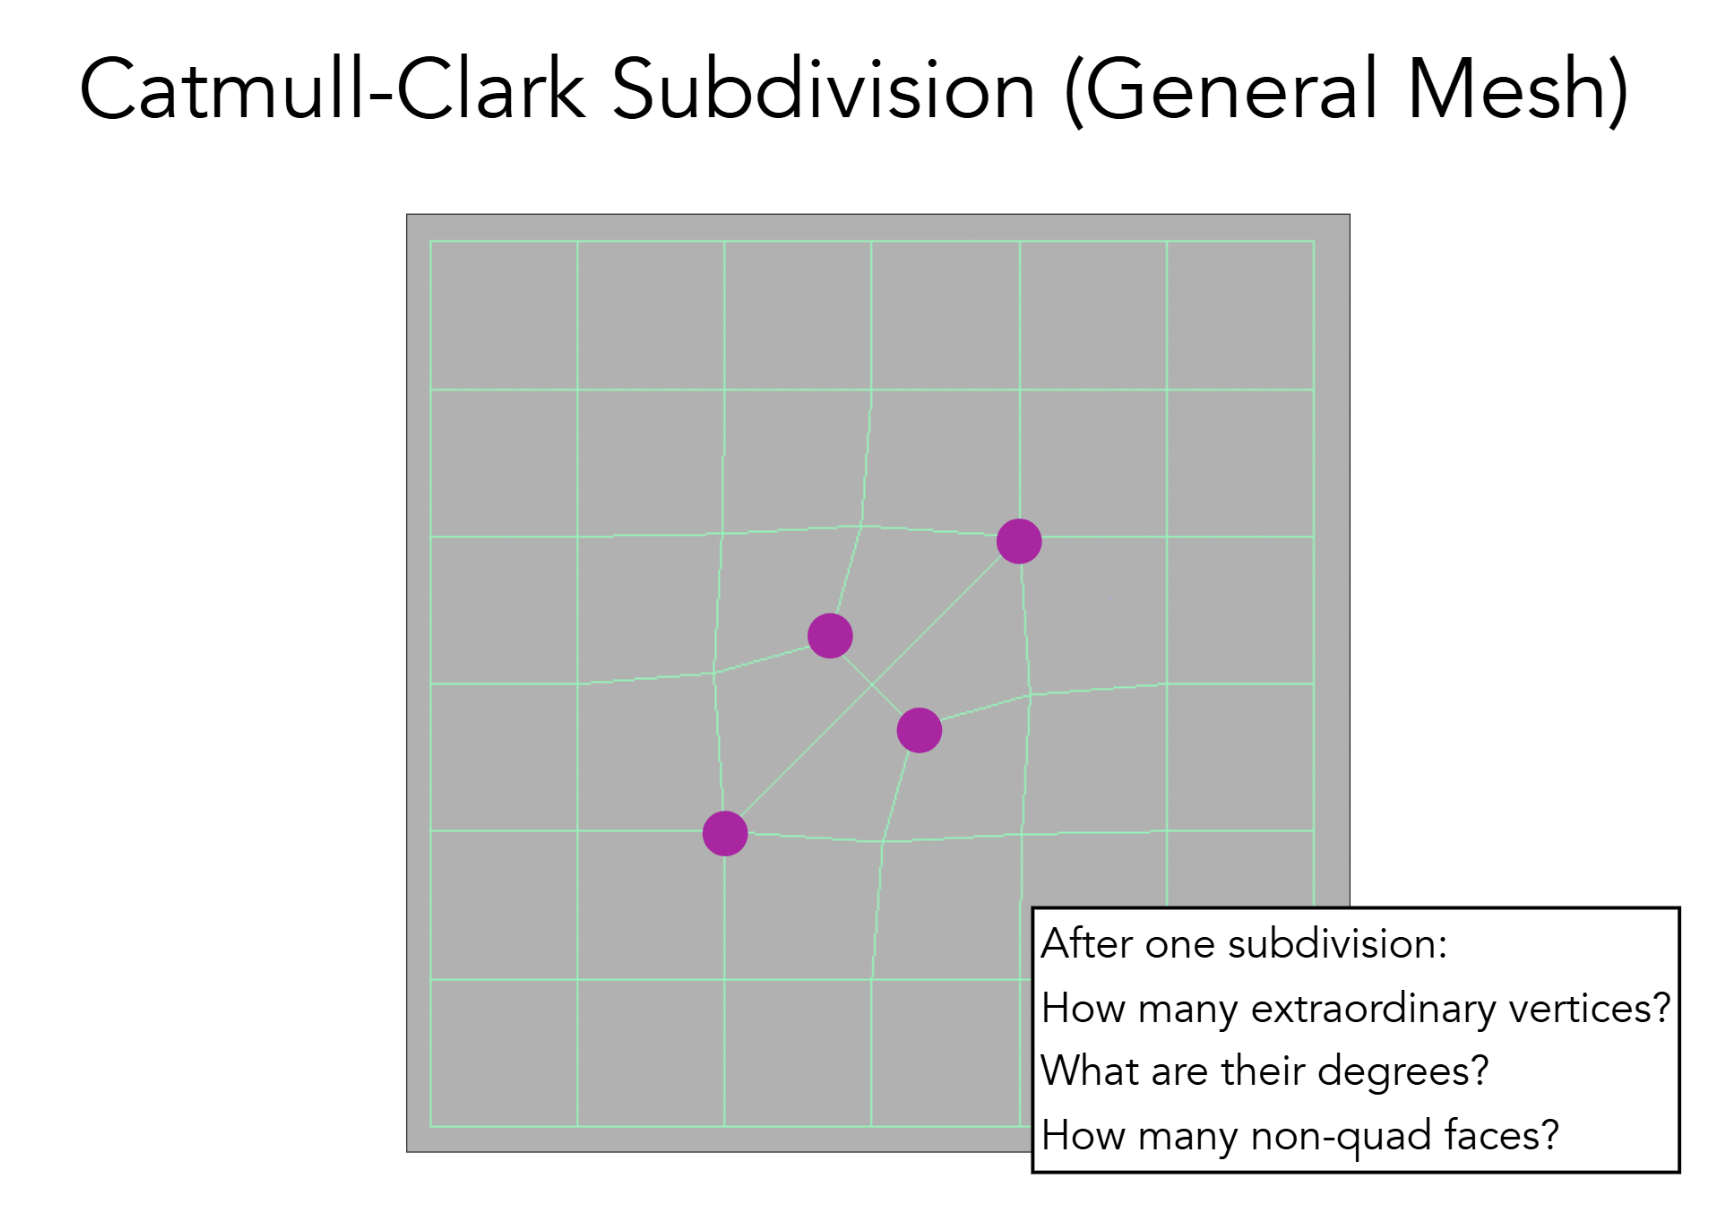 Catmull-Clark Subdivision (General Mesh)
After one subdivision:
How many extraordinary vertices?
What are their degrees?
How many non-quad faces?